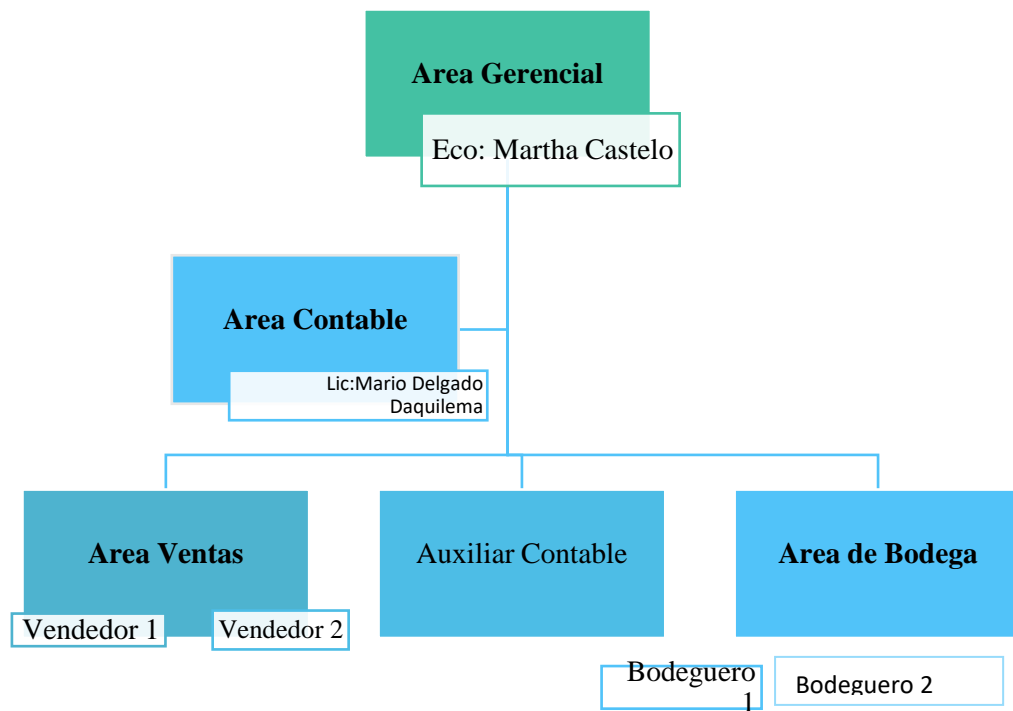 Area Gerencial
Eco: Martha Castelo
Area Contable
Lic:Mario Delgado
Daquilema
Area Ventas
Vendedor 1
Vendedor 2
Auxiliar Contable
Area de Bodega
Bodeguero
1
Bodeguero 2